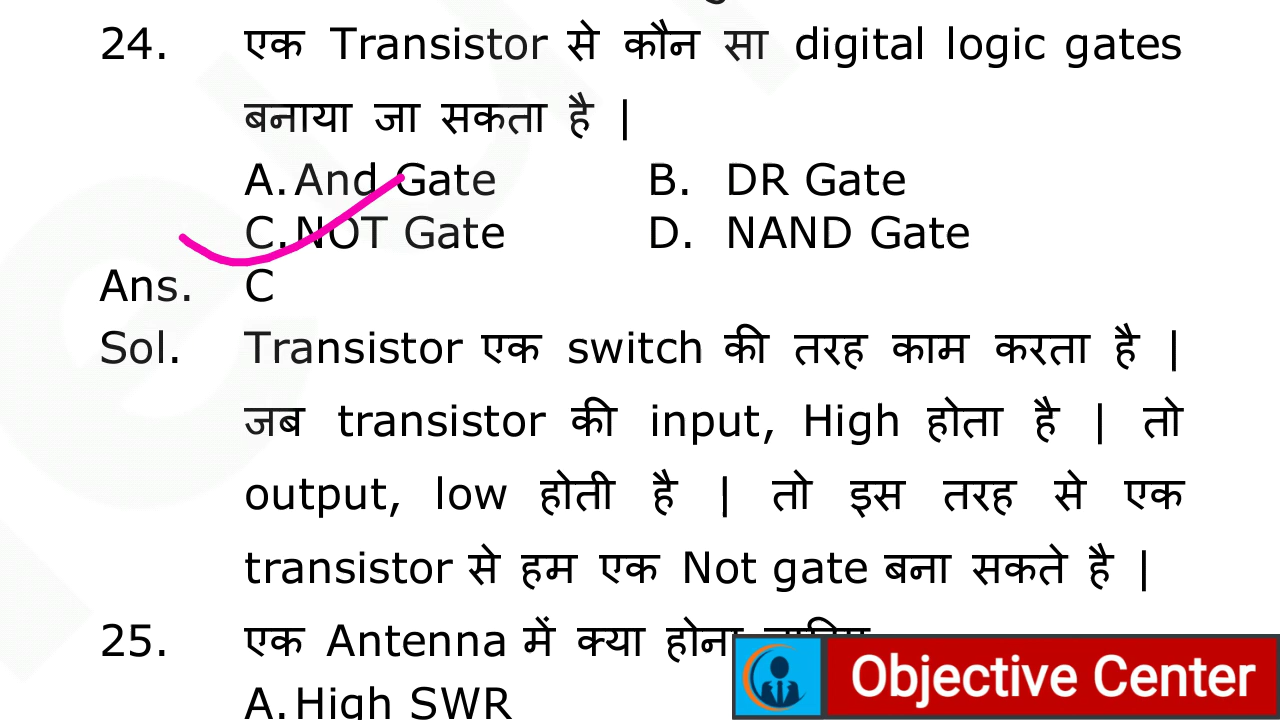 24. एक Transistor से कौन सा digital logic gates
बनाया जा सकता है |
A. And Gate B. DR Gate
C. NOT Gate D. NAND Gate
Ans. C
Sol. Transistor एक switch की तरह काम करता है |
जब transistor की input, High होता है | तो
output, low होती है | तो इस तरह से एक
transistor से हम एक Not gate बना सकते है |
25. एक Antenna में क्या होना
A. High SWR
Objective Center